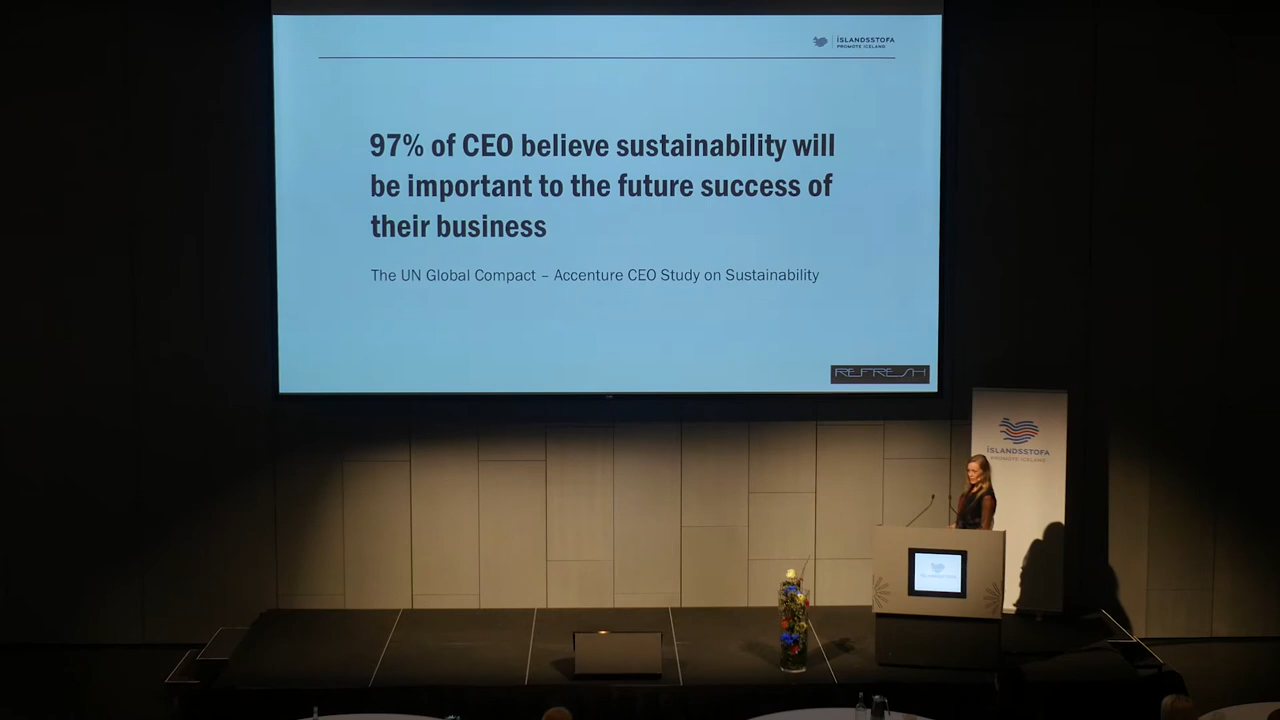 ÍSLANDSSTOFA
PROMOTE ICELAND
97% of CEO believe sustainability will
be important to the future success of
their business
The UN Global Compact – Accenture CEO Study on Sustainability
REFRESH
ÍSLANDSSTOFA
PROMOTE ICELAND